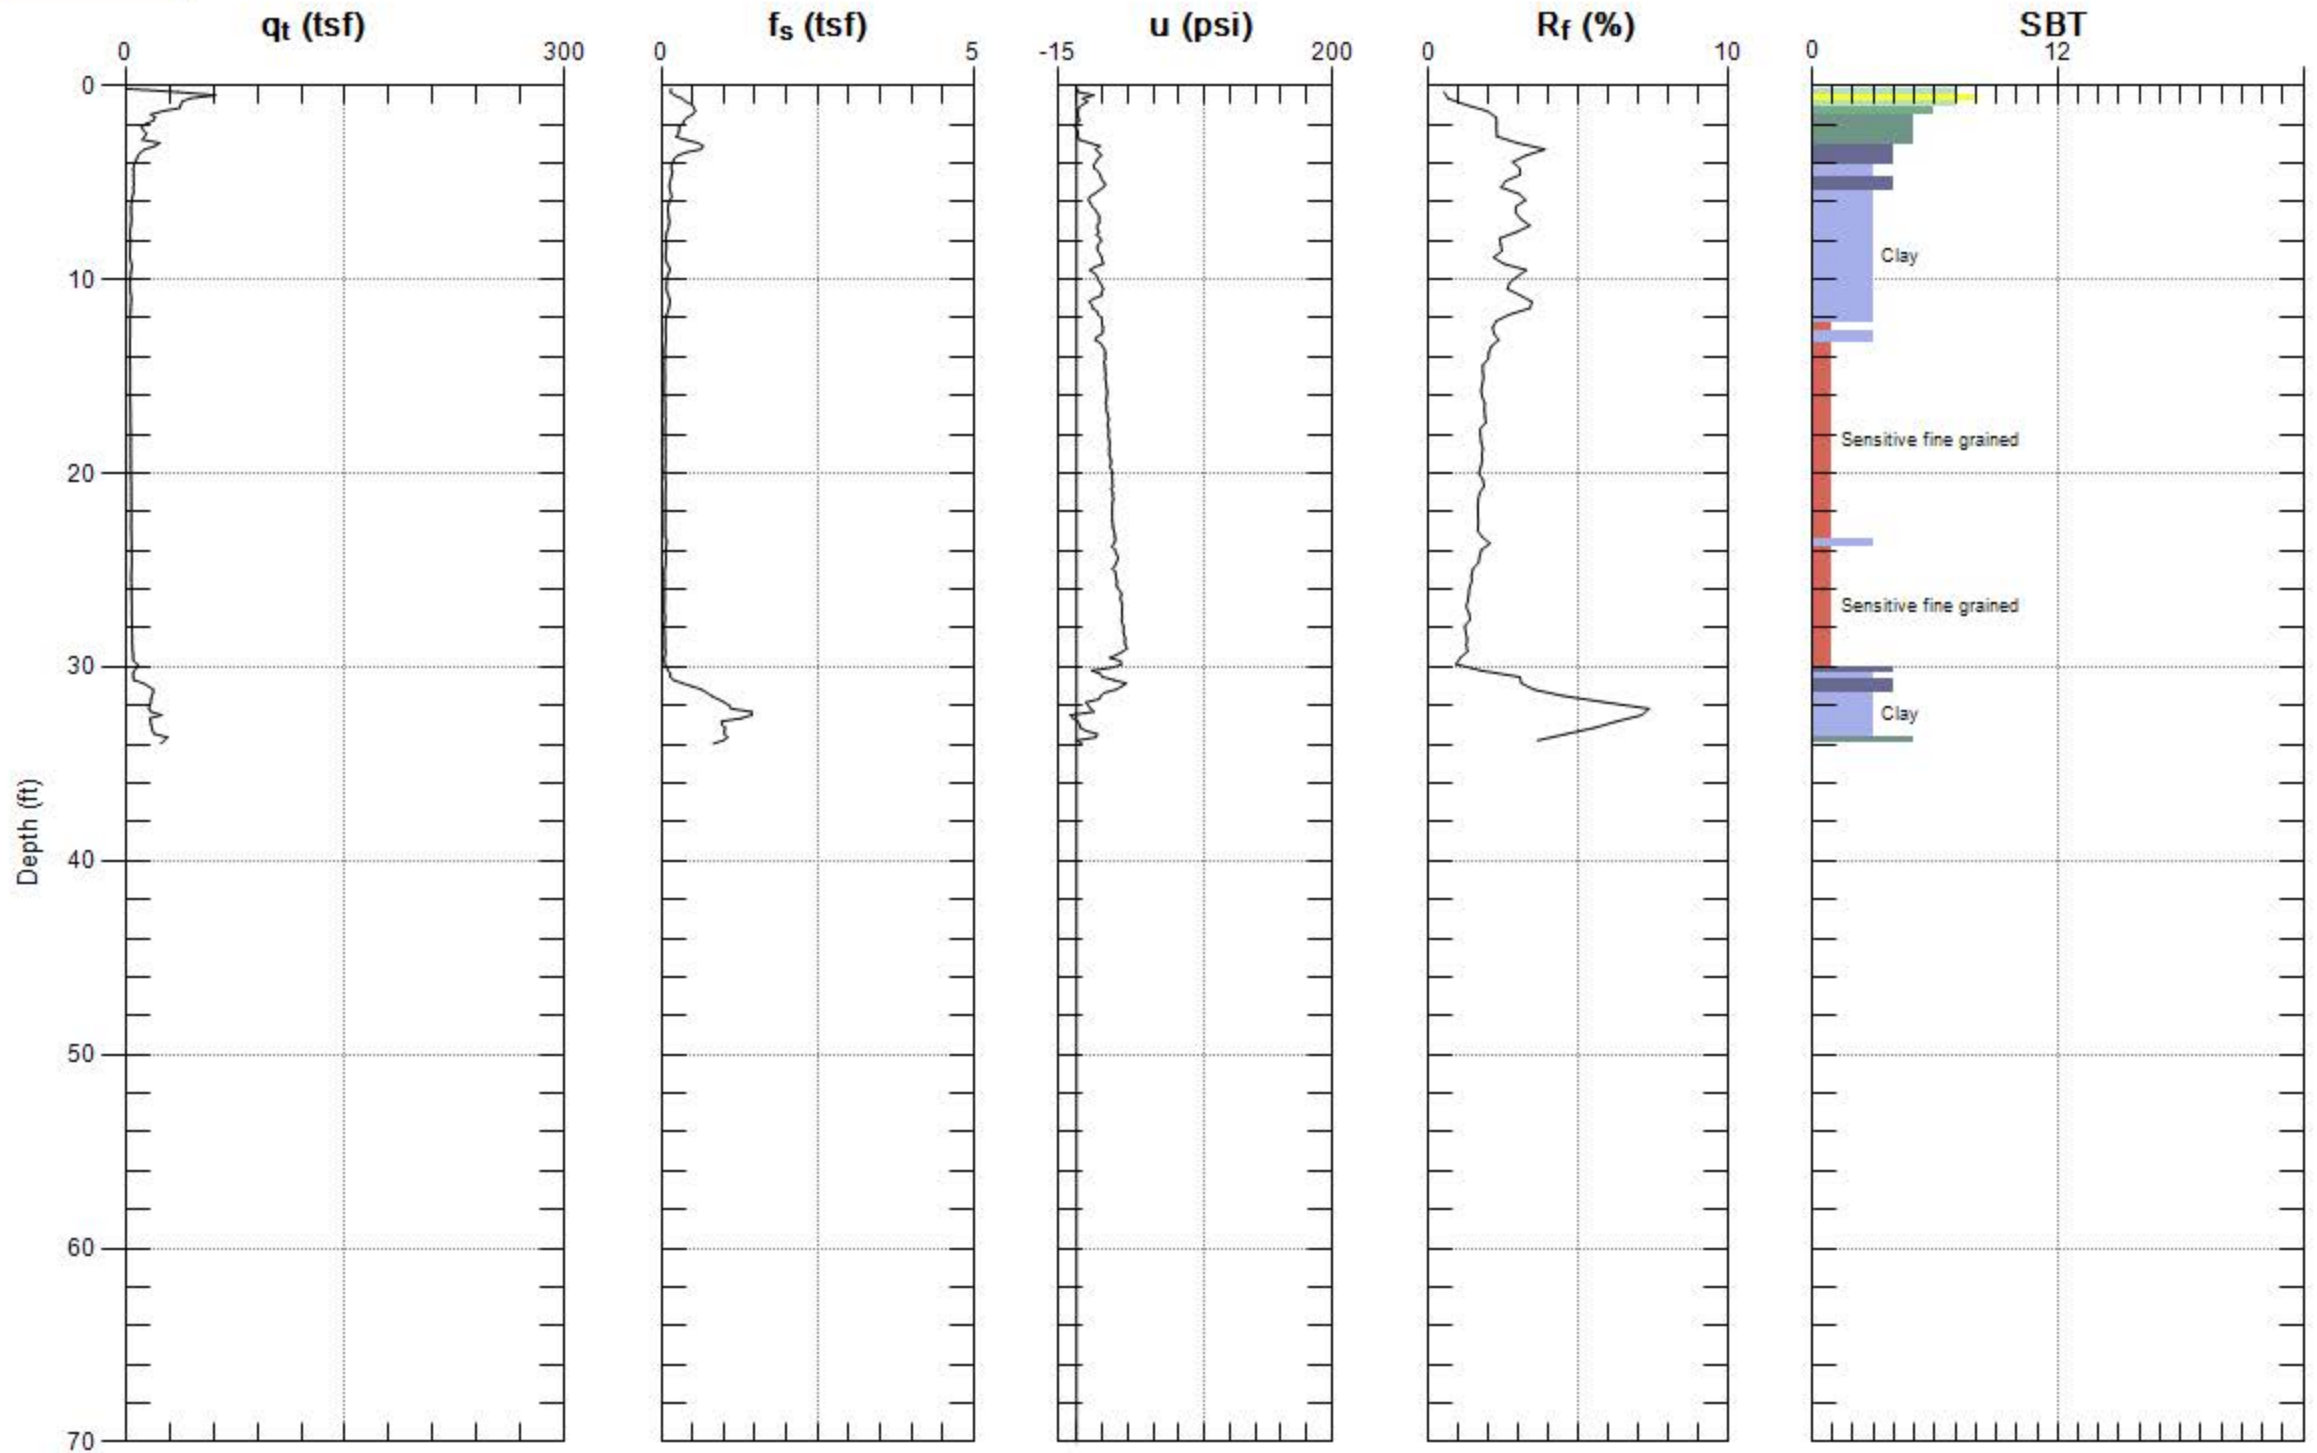 qt (tsf)
fs (tsf)
u (psi)
Rf (%)
SBT
0
300
0
5
-15
200
0
10
0
12
0
10
20
30
40
50
60
70
Depth (ft)
Clay
Sensitive fine grained
Sensitive fine grained
Clay